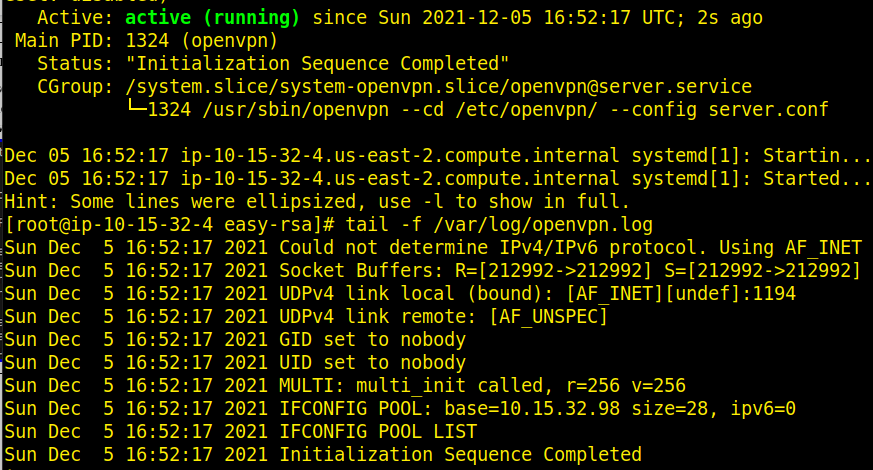 Active: active (running) since Sun 2021-12-05 16:52:17 UTC; 2s ago
Main PID: 1324 (openvpn)
Status: "Initialization Sequence Completed"
CGroup: /system.slice/system-openvpn.slice/openvpn@server.service
└─1324 /usr/sbin/openvpn --cd /etc/openvpn/ --config server.conf
Dec 05 16:52:17 ip-10-15-32-4.us-east-2.compute.internal systemd[1]: Startin...
Dec 05 16:52:17 ip-10-15-32-4.us-east-2.compute.internal systemd[1]: Started...
Hint: Some lines were ellipsized, use -l to show in full.
[root@ip-10-15-32-4 easy-rsa]# tail -f /var/log/openvpn.log
Sun Dec  5 16:52:17 2021 Could not determine IPv4/IPv6 protocol. Using AF_INET
Sun Dec  5 16:52:17 2021 Socket Buffers: R=[212992->212992] S=[212992->212992]
Sun Dec  5 16:52:17 2021 UDPv4 link local (bound): [AF_INET][undef]:1194
Sun Dec  5 16:52:17 2021 UDPv4 link remote: [AF_UNSPEC]
Sun Dec  5 16:52:17 2021 GID set to nobody
Sun Dec  5 16:52:17 2021 UID set to nobody
Sun Dec  5 16:52:17 2021 MULTI: multi_init called, r=256 v=256
Sun Dec  5 16:52:17 2021 IFCONFIG POOL: base=10.15.32.98 size=28, ipv6=0
Sun Dec  5 16:52:17 2021 IFCONFIG POOL LIST
Sun Dec  5 16:52:17 2021 Initialization Sequence Completed